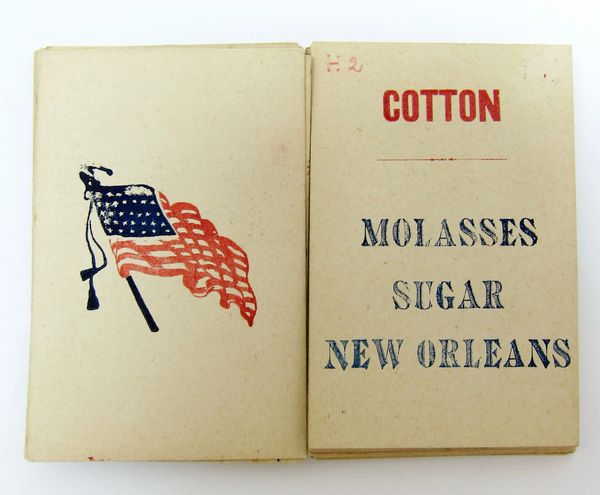 H 2
COTTON
MOLASSES
SUGAR
NEW ORLEANS